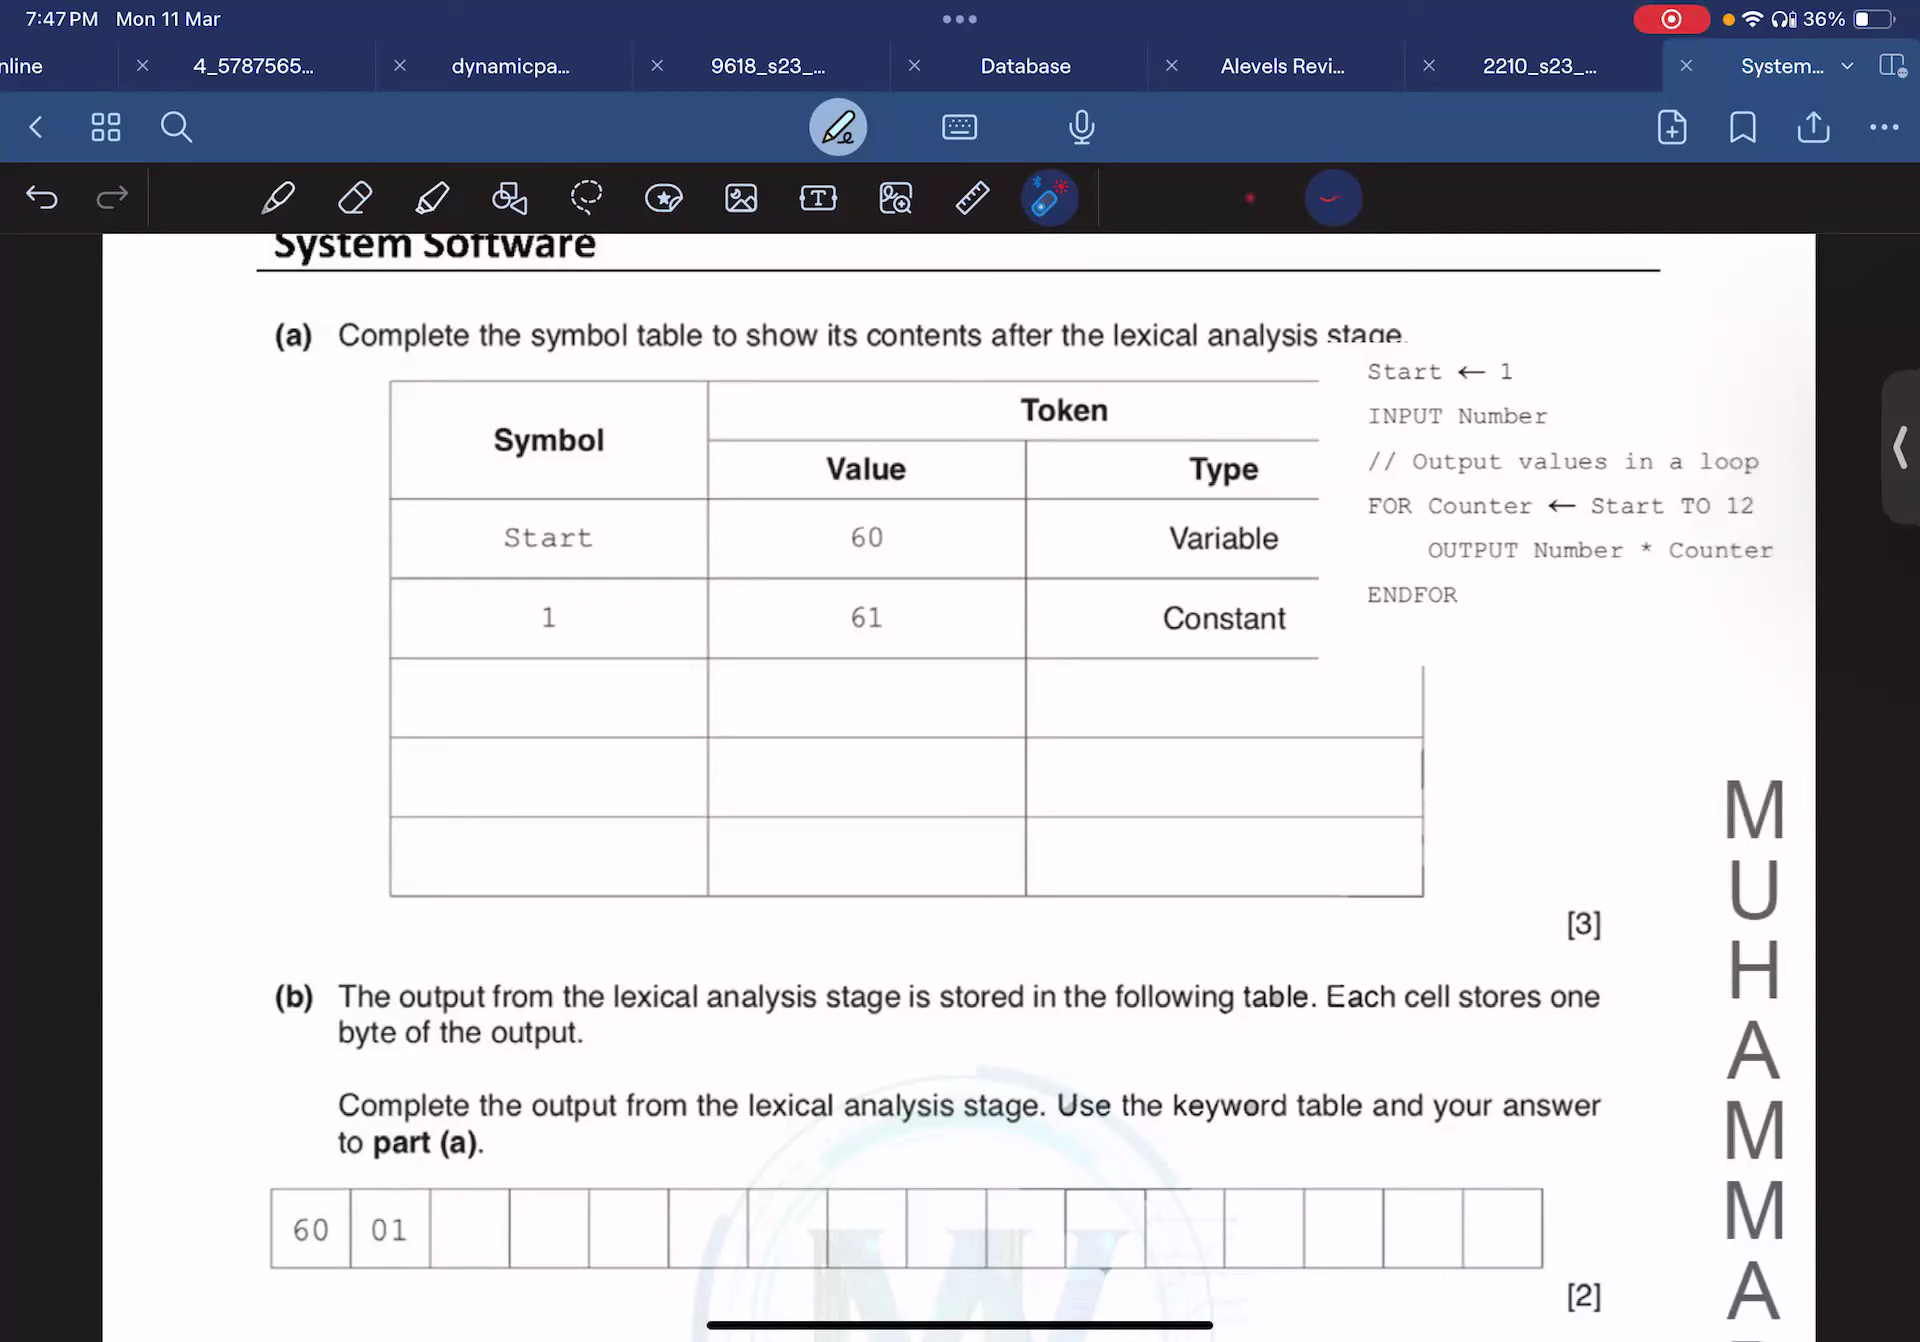 7:47 PM Mon 11 Mar
36%
nline
4_5787565...
dynamicpa...
9618_s23_...
Database
Alevels Revi...
2210_s23_...
System...
System Software
(a) Complete the symbol table to show its contents after the lexical analysis stage.
Start ← 1
INPUT Number
// Output values in a loop
FOR Counter ← Start TO 12
OUTPUT Number * Counter
ENDFOR
Symbol Token
Value Type
Start 60 Variable
1 61 Constant
[3]
(b) The output from the lexical analysis stage is stored in the following table. Each cell stores one
byte of the output.
Complete the output from the lexical analysis stage. Use the keyword table and your answer
to part (a).
60 01
[2]
M
U
H
A
M
M
A